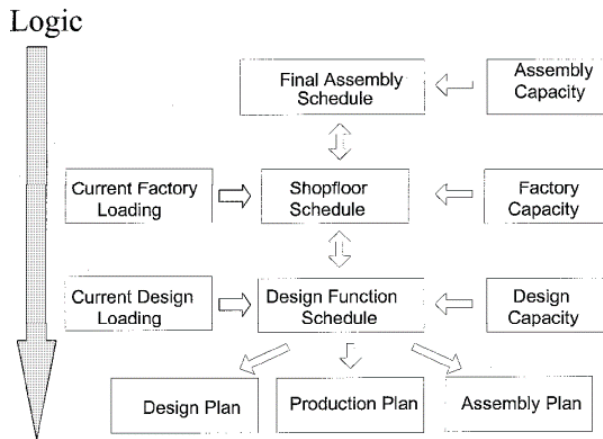 Logic
Final Assembly
Schedule
Assembly
Capacity
Current Factory
Loading
Shopfloor
Schedule
Factory
Capacity
Current Design
Loading
Design Function
Schedule
Design
Capacity
Design Plan
Production Plan
Assembly Plan